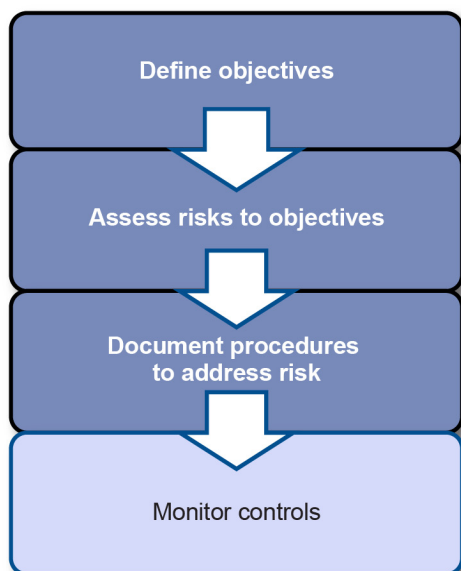 Define objectives
Assess risks to objectives
Document procedures
to address risk
Monitor controls